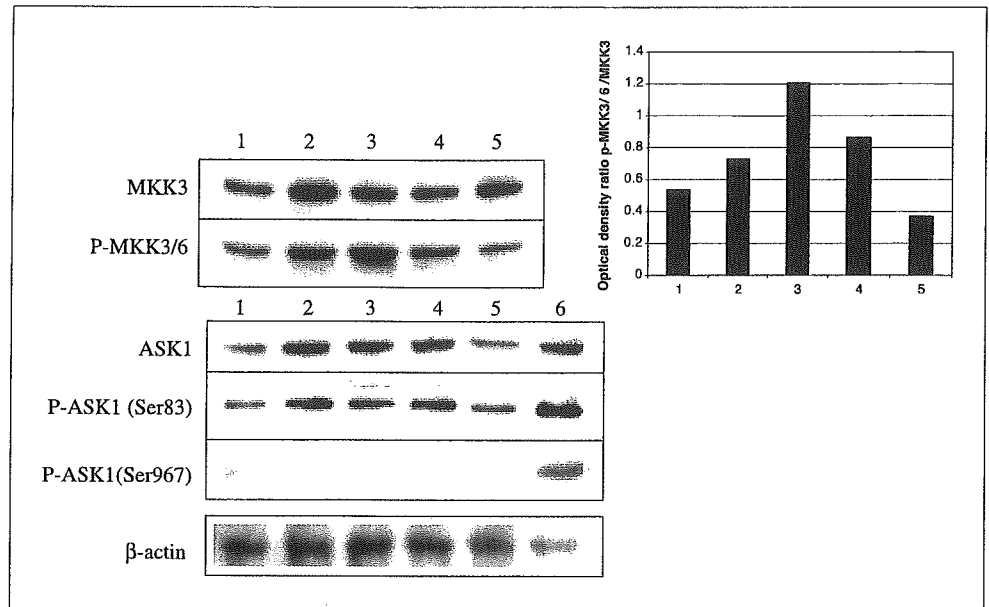 1 2 3 4 5
MKK3
P-MKK3/6
1 2 3 4 5 6
ASK1
P-ASK1 (Ser83)
P-ASK1(Ser967)
β-actin
Optical density ratio p-MKK3/ 6 /MKK3
1.4
1.2
1
0.8
0.6
0.4
0.2
0
1 2 3 4 5